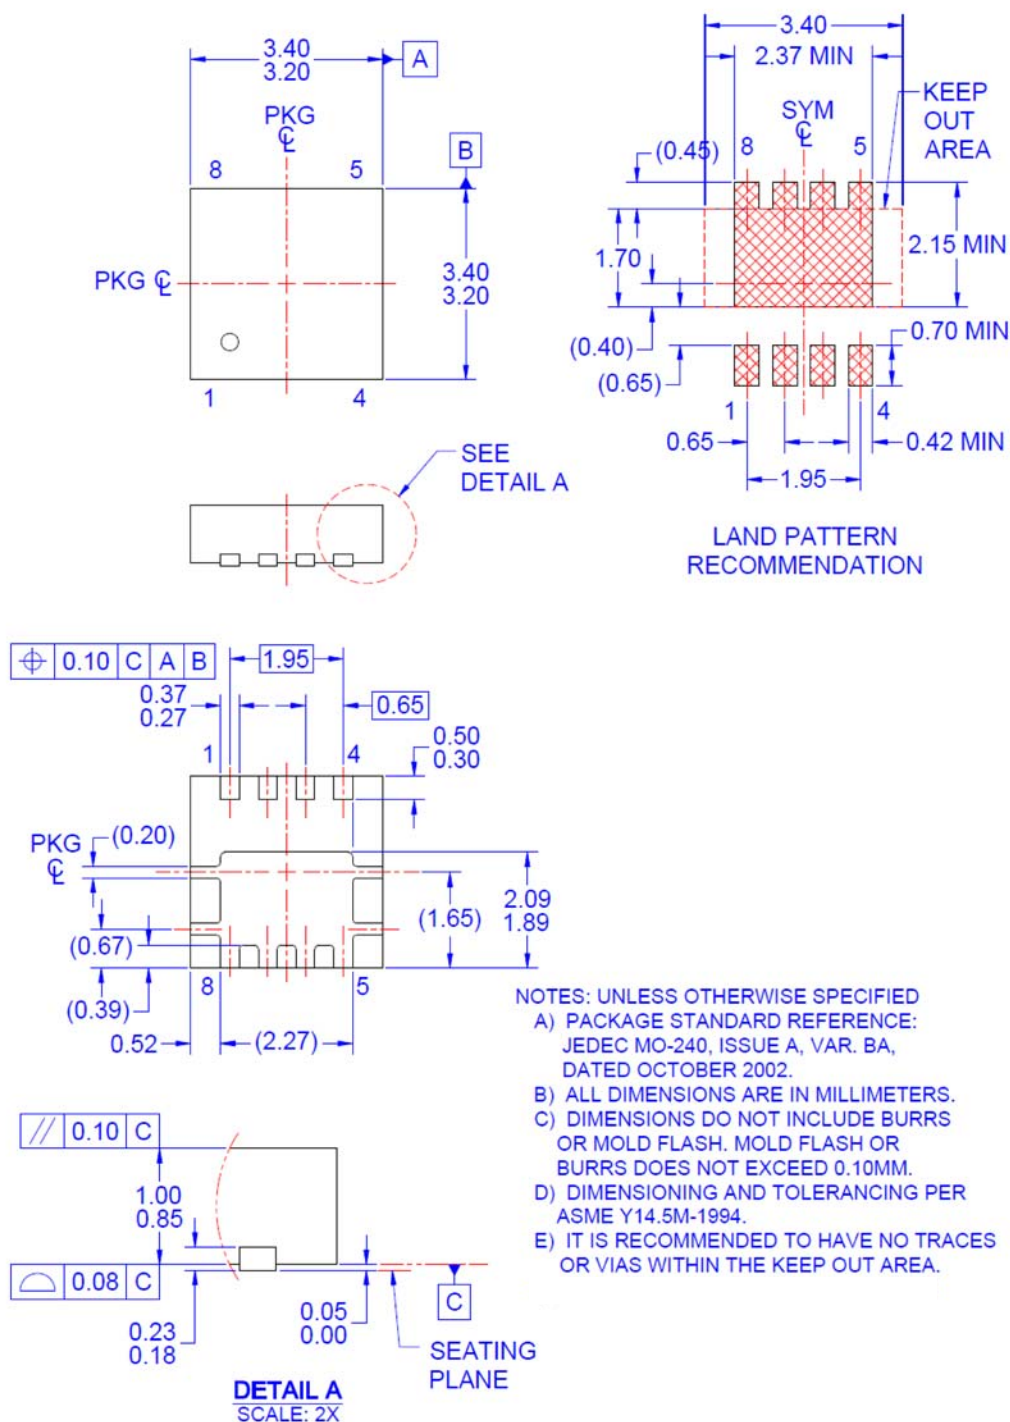 3.40
3.20
A
PKG
℄
8
5
B
PKG ℄
3.40
3.20
1
4
3.40
2.37 MIN
KEEP
OUT
AREA
SYM
℄
(0.45)
8
5
1.70
2.15 MIN
(0.40)
0.70 MIN
(0.65)
1
4
0.65
0.42 MIN
1.95
LAND PATTERN
RECOMMENDATION
SEE
DETAIL A
⌖ 0.10 C A B
1.95
0.37
0.27
0.65
1
4
0.50
0.30
PKG
℄
(0.20)
2.09
1.89
(1.65)
(0.67)
(0.39)
8
5
0.52
(2.27)
NOTES: UNLESS OTHERWISE SPECIFIED
A) PACKAGE STANDARD REFERENCE:
JEDEC MO-240, ISSUE A, VAR. BA,
DATED OCTOBER 2002.
B) ALL DIMENSIONS ARE IN MILLIMETERS.
C) DIMENSIONS DO NOT INCLUDE BURRS
OR MOLD FLASH. MOLD FLASH OR
BURRS DOES NOT EXCEED 0.10MM.
D) DIMENSIONING AND TOLERANCING PER
ASME Y14.5M-1994.
E) IT IS RECOMMENDED TO HAVE NO TRACES
OR VIAS WITHIN THE KEEP OUT AREA.
// 0.10 C
1.00
0.85
⌓ 0.08 C
0.23
0.18
0.05
0.00
C
SEATING
PLANE
DETAIL A
SCALE: 2X